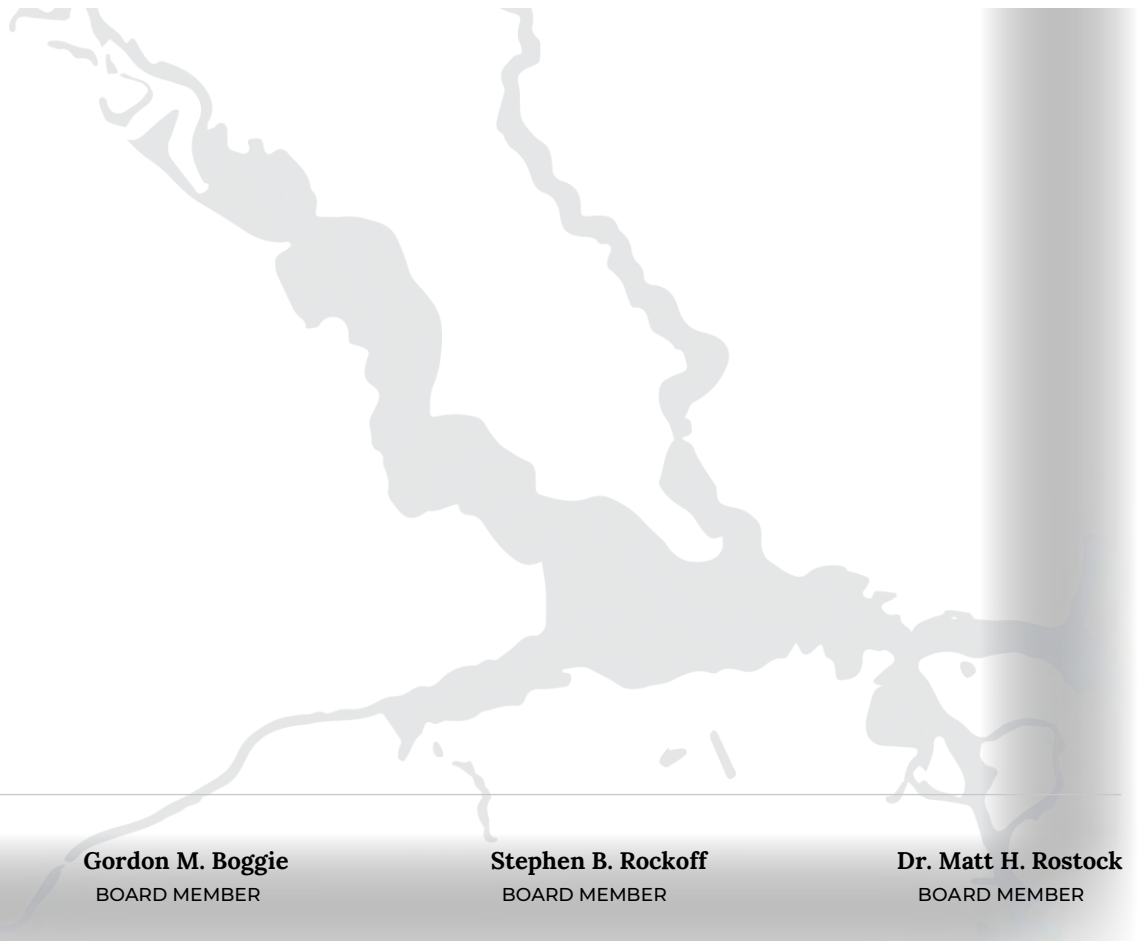 Gordon M. Boggie
BOARD MEMBER
Stephen B. Rockoff
BOARD MEMBER
Dr. Matt H. Rostock
BOARD MEMBER